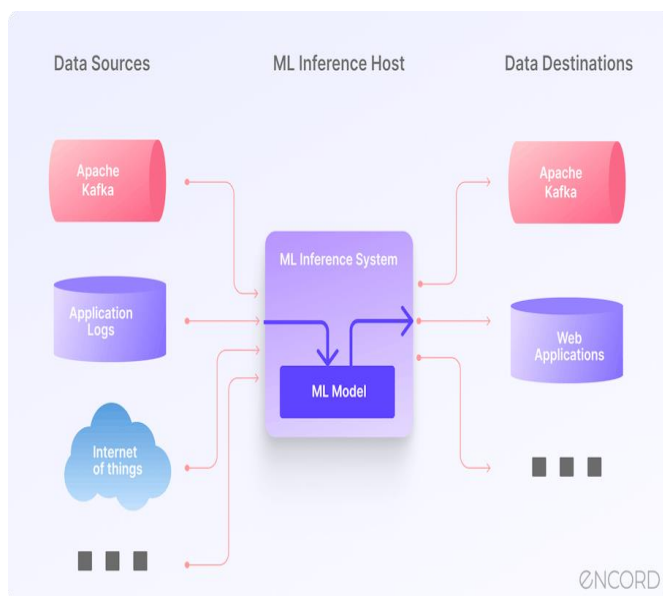 Data Sources
ML Inference Host
Data Destinations
Apache
Kafka
Apache
Kafka
ML Inference System
Application
Logs
Web
Applications
ML Model
Internet
of things
ENCORD